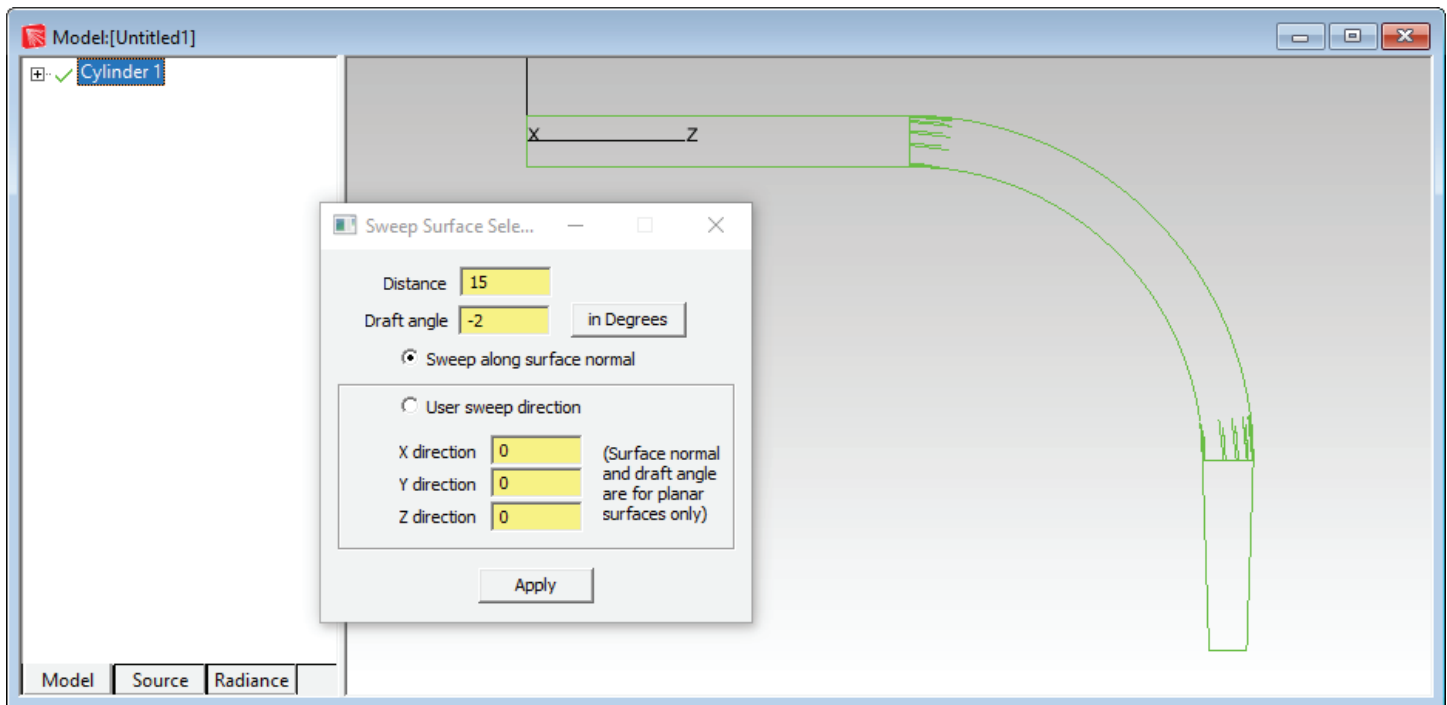 Model:[Untitled1]
Cylinder 1
X Z
Sweep Surface Sele...
Distance 15
Draft angle -2 in Degrees
Sweep along surface normal
User sweep direction
X direction 0
Y direction 0
Z direction 0
(Surface normal
and draft angle
are for planar
surfaces only)
Apply
Model Source Radiance